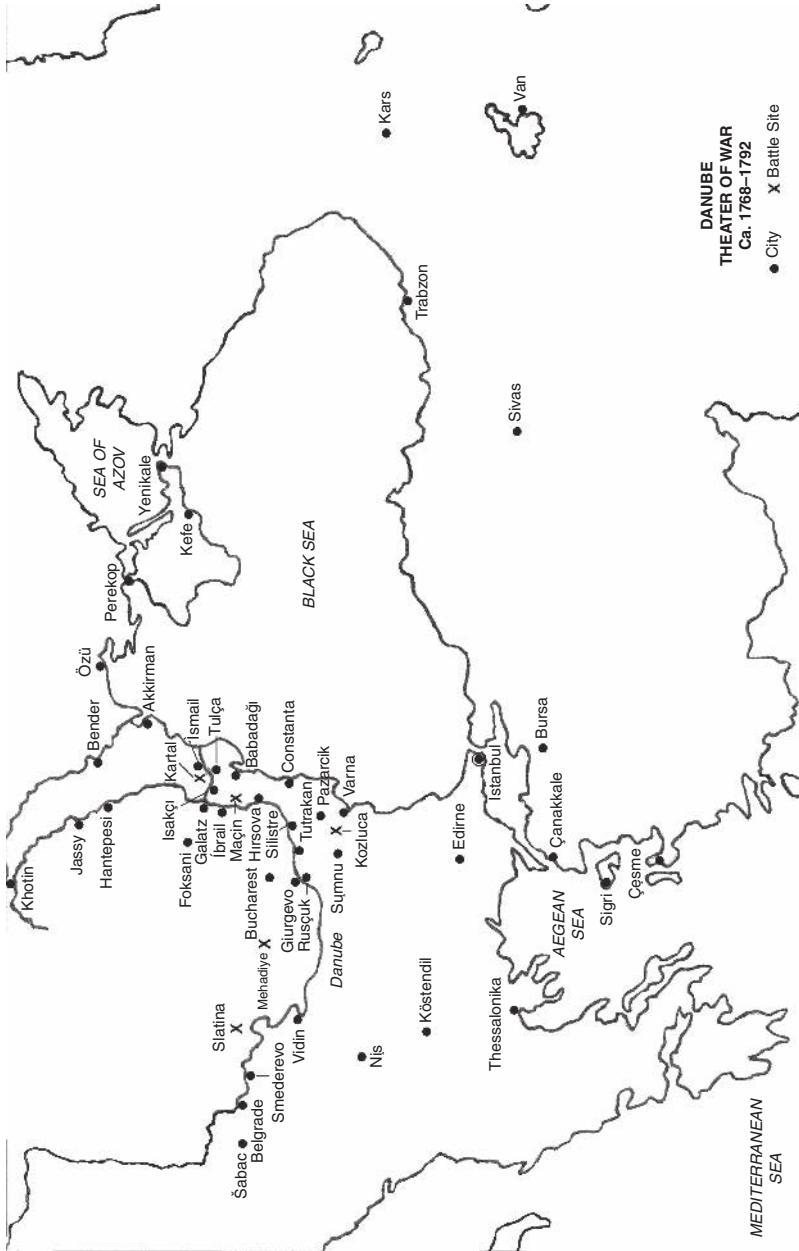 DANUBE
THEATER OF WAR
Ca. 1768–1792
City
x Battle Site
Khotin
Jassy
Hantepesi
Bender
Özü
Akkirman
Perekop
SEA OF
AZOV
Yenikale
Kefe
Foksani
Isakçı
Galatz
İbrail
Maçin
Kartal
İsmail
Tulça
Babadağı
Hırsova
Silistre
Constanta
Pazarcik
Tutrakan
Varna
Kozluca
Sumnu
Bucharest
Giurgevo
Rusçuk
Mehadiye
Slatina
Danube
Vidin
Smederevo
Belgrade
Šabac
Niş
Köstendil
Edirne
Istanbul
BLACK SEA
Trabzon
Kars
Van
Sivas
Bursa
Çanakkale
Sigri
Çeşme
AEGEAN
SEA
Thessalonika
MEDITERRANEAN
SEA